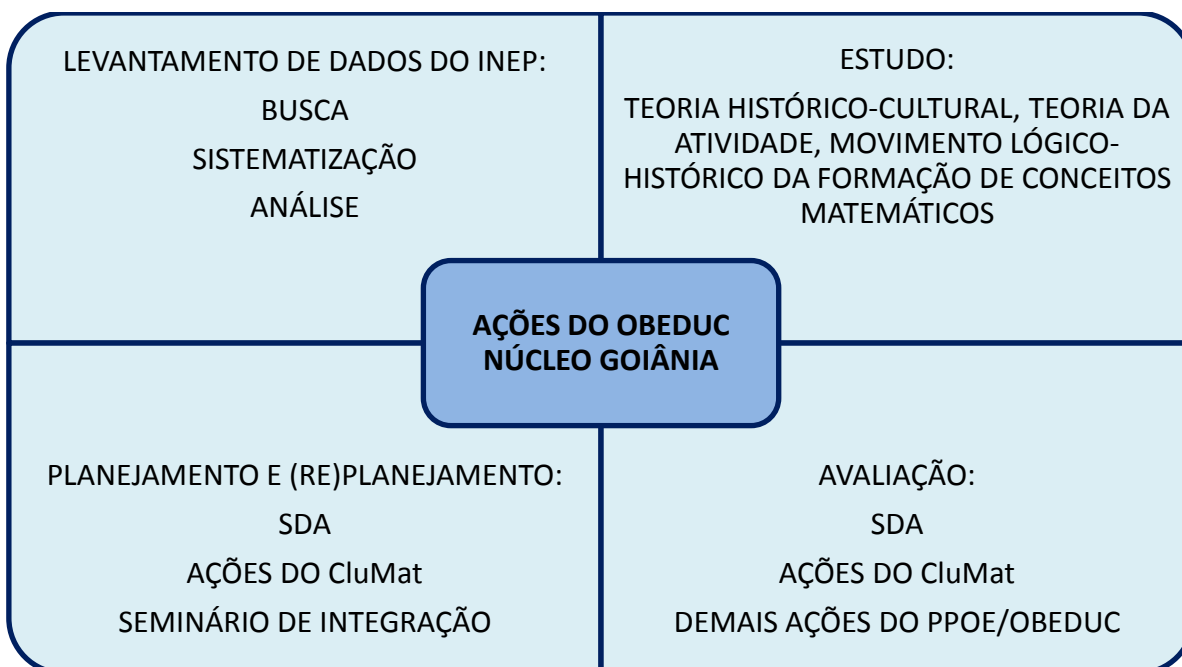 LEVANTAMENTO DE DADOS DO INEP:
BUSCA
SISTEMATIZAÇÃO
ANÁLISE
ESTUDO:
TEORIA HISTÓRICO-CULTURAL, TEORIA DA
ATIVIDADE, MOVIMENTO LÓGICO-
HISTÓRICO DA FORMAÇÃO DE CONCEITOS
MATEMÁTICOS
AÇÕES DO OBEDUC
NÚCLEO GOIÂNIA
PLANEJAMENTO E (RE)PLANEJAMENTO:
SDA
AÇÕES DO CluMat
SEMINÁRIO DE INTEGRAÇÃO
AVALIAÇÃO:
SDA
AÇÕES DO CluMat
DEMAIS AÇÕES DO PPOE/OBEDUC